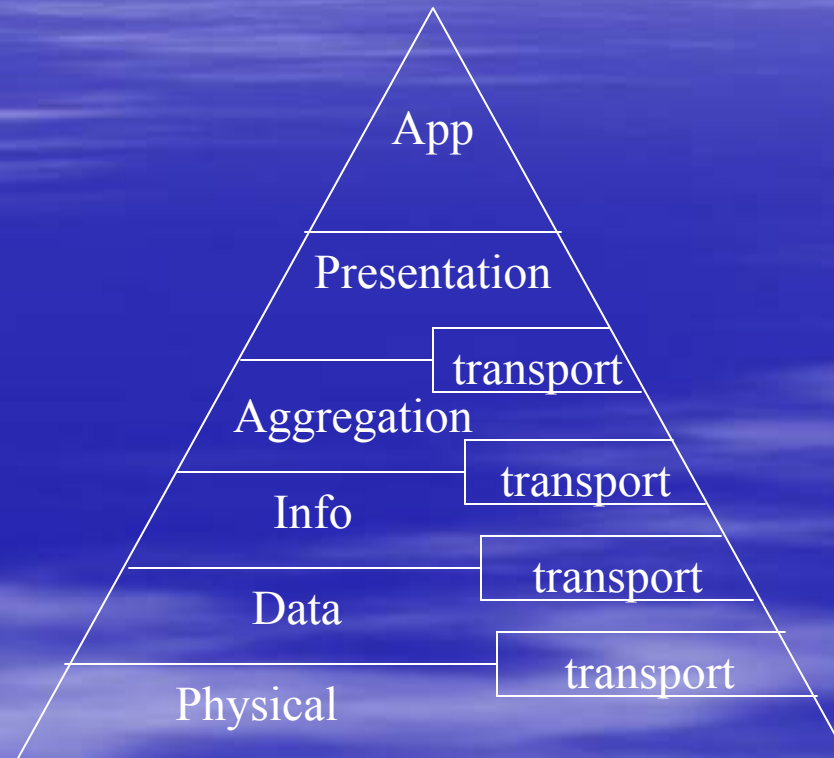 App
Presentation
transport
Aggregation
transport
Info
transport
Data
transport
Physical